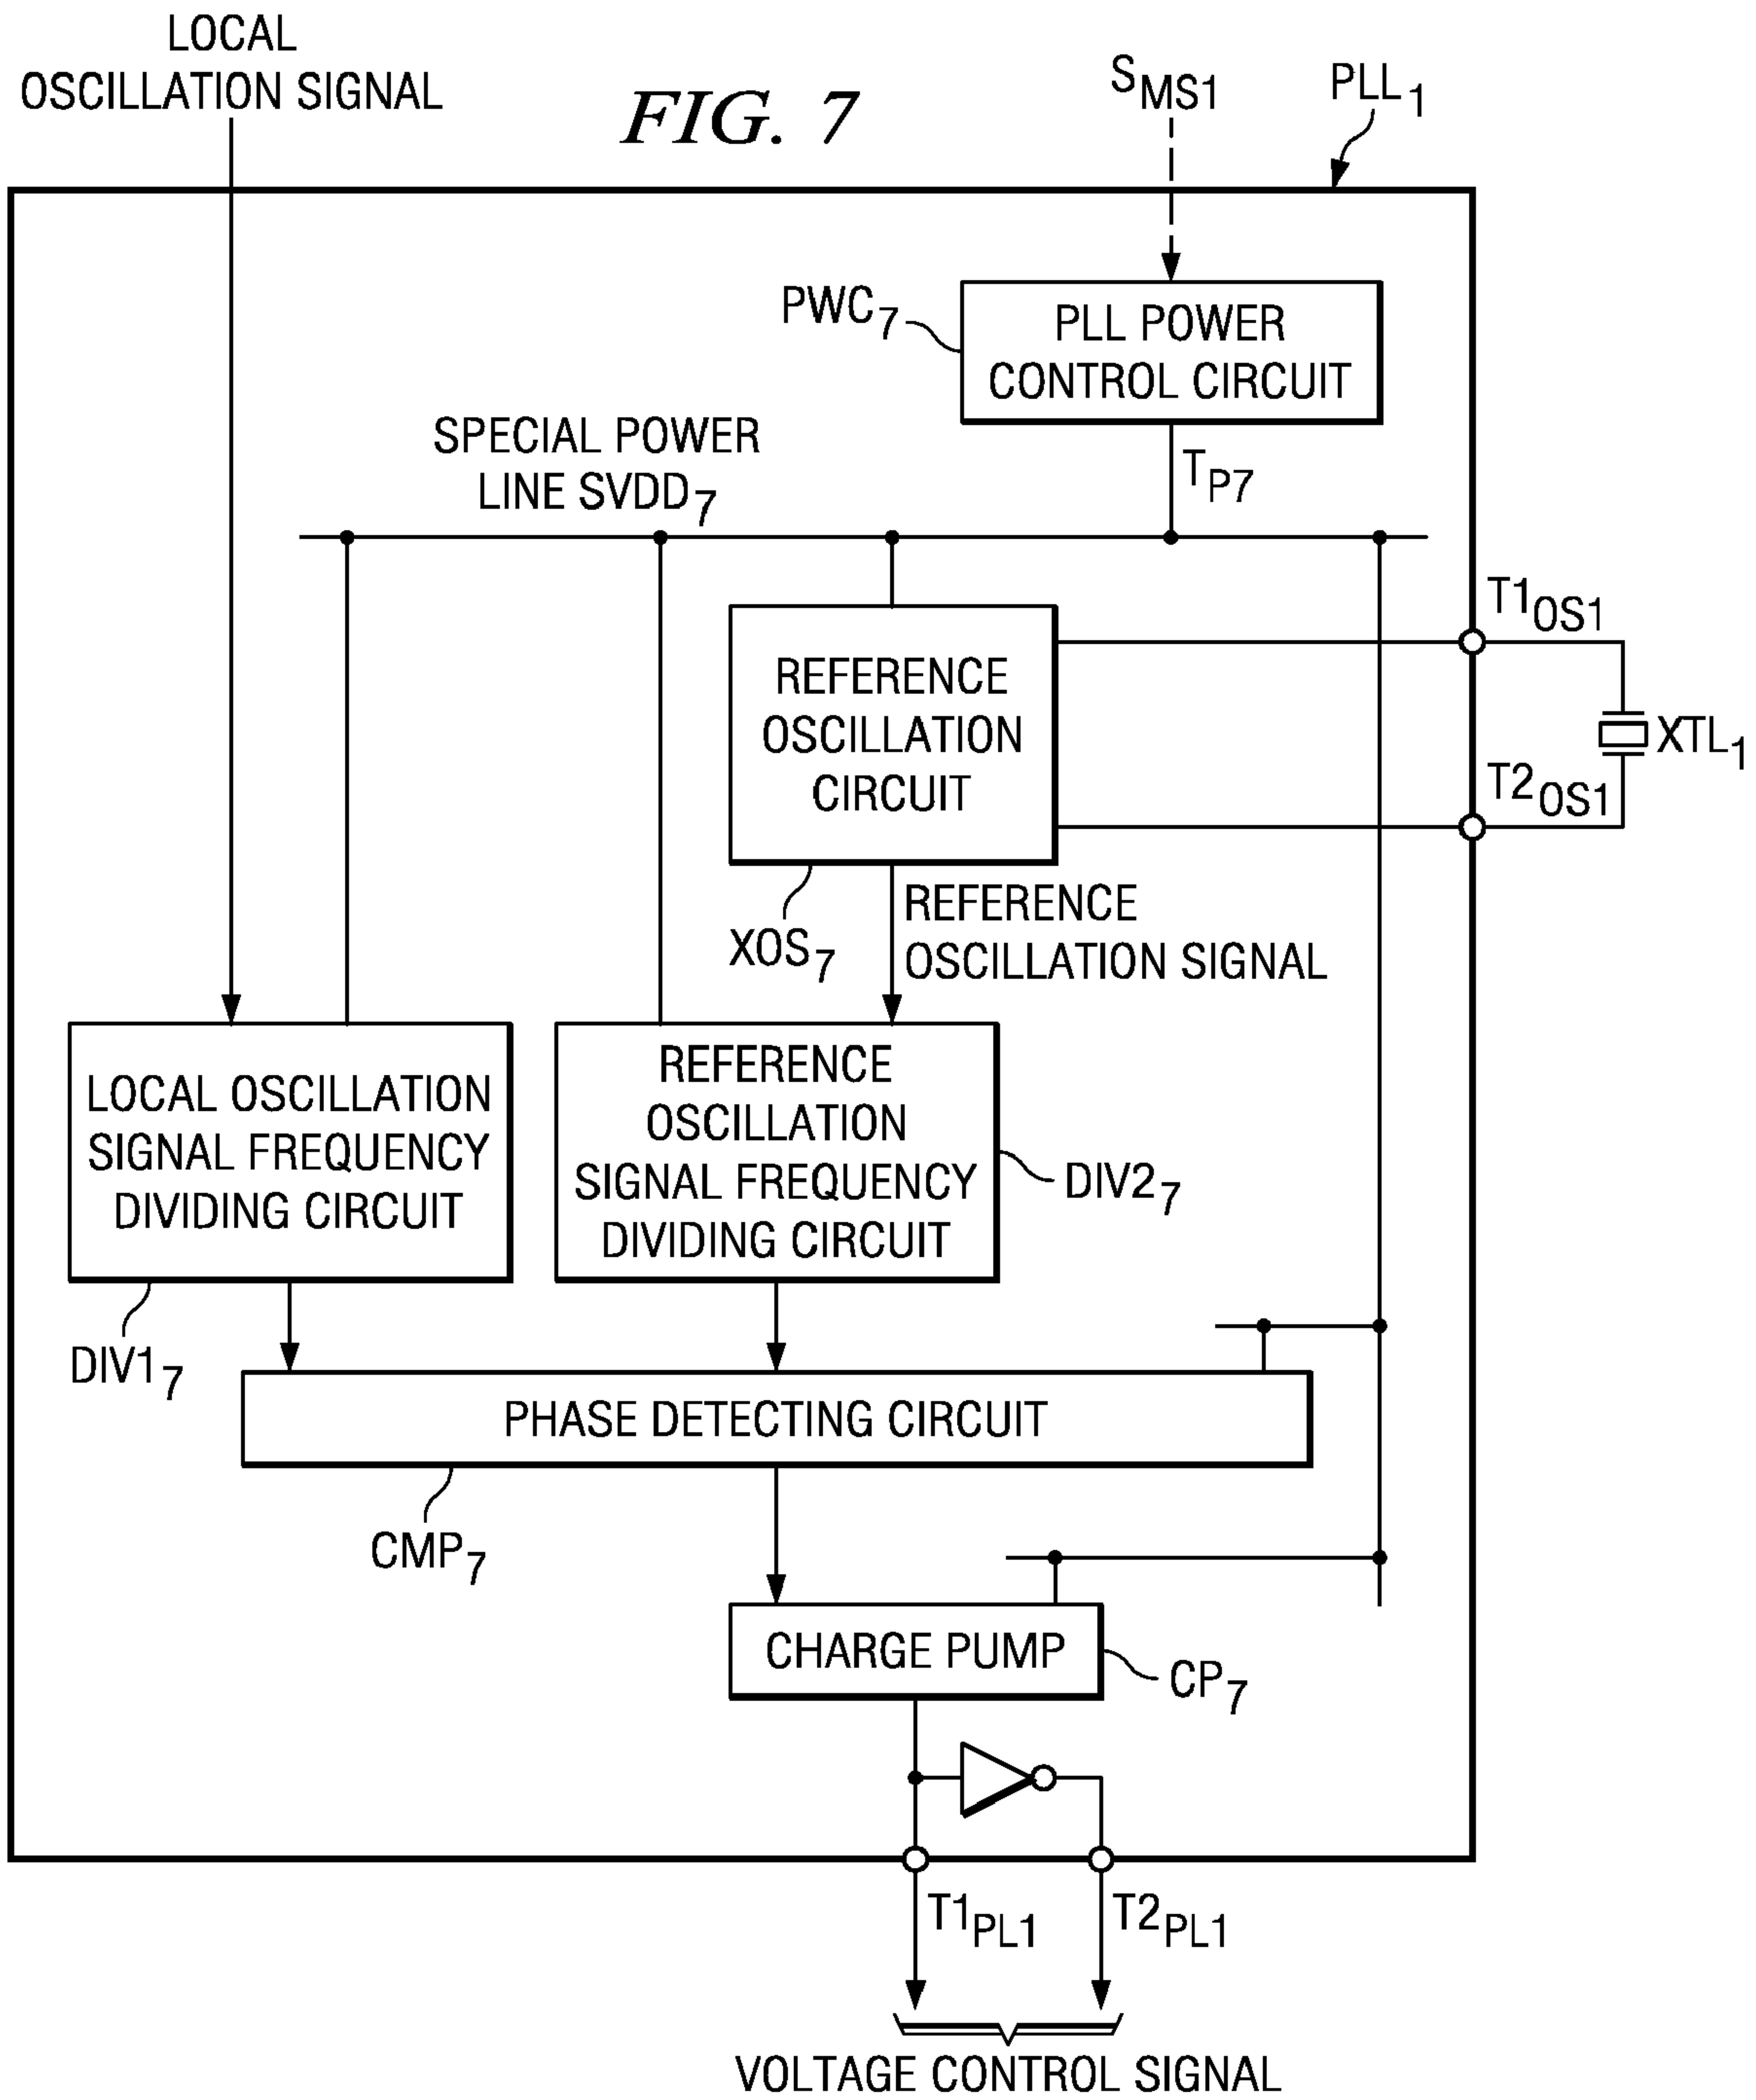 LOCAL
OSCILLATION SIGNAL
FIG. 7
SMS1
PLL1
PWC7
PLL POWER
CONTROL CIRCUIT
SPECIAL POWER
LINE SVDD7
TP7
T1OS1
REFERENCE
OSCILLATION
CIRCUIT
XTL1
T2OS1
XOS7
REFERENCE
OSCILLATION SIGNAL
LOCAL OSCILLATION
SIGNAL FREQUENCY
DIVIDING CIRCUIT
REFERENCE
OSCILLATION
SIGNAL FREQUENCY
DIVIDING CIRCUIT
DIV27
DIV17
PHASE DETECTING CIRCUIT
CMP7
CHARGE PUMP
CP7
T1PL1
T2PL1
VOLTAGE CONTROL SIGNAL